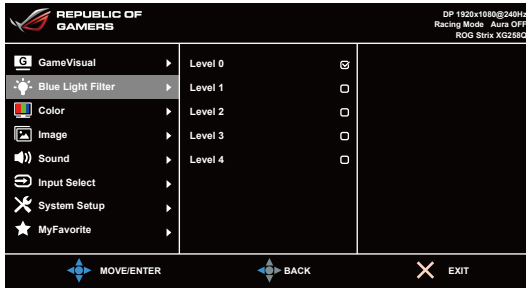 REPUBLIC OF
GAMERS
DP 1920x1080@240Hz
Racing Mode Aura OFF
ROG Strix XG258Q
G GameVisual
Blue Light Filter
Color
Image
Sound
Input Select
System Setup
MyFavorite
Level 0
Level 1
Level 2
Level 3
Level 4
MOVE/ENTER
BACK
EXIT